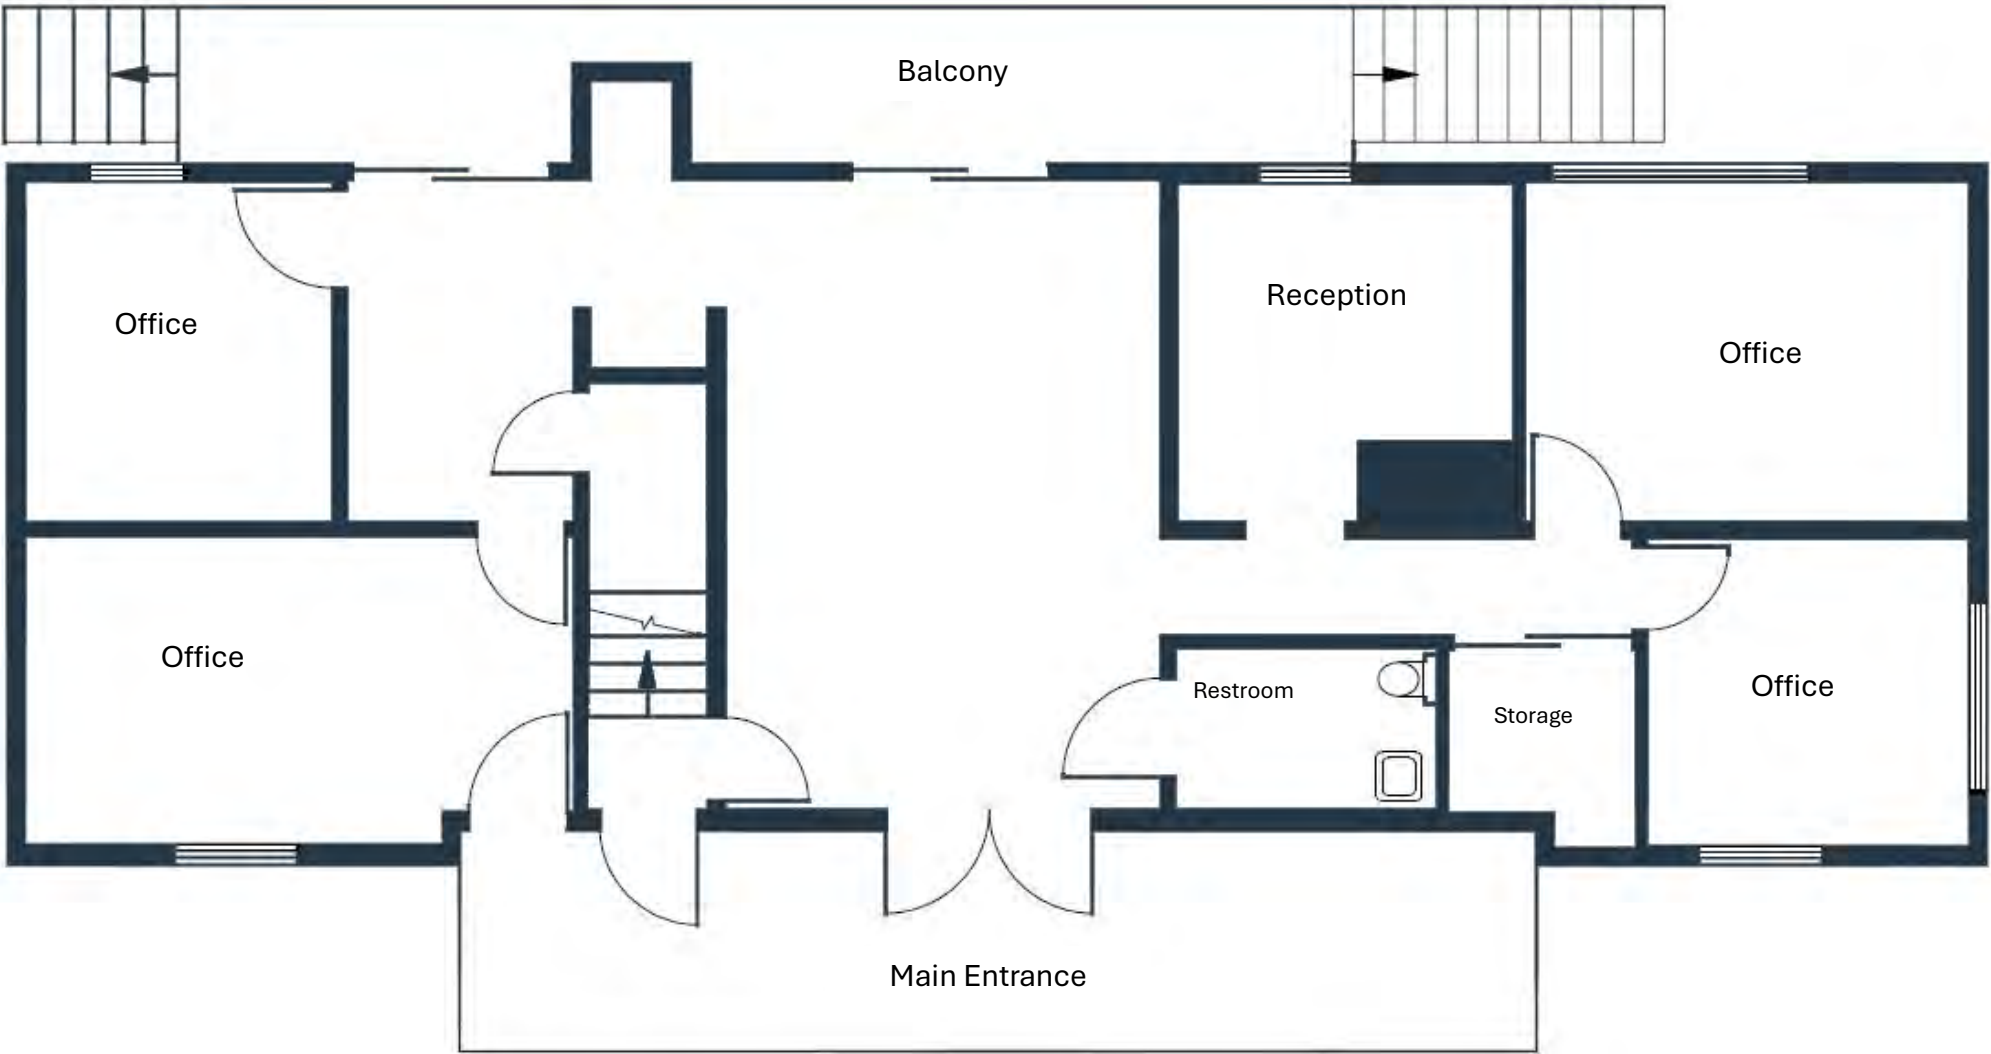 Balcony
Reception
Office
Office
Office
Office
Restroom
Storage
Main Entrance